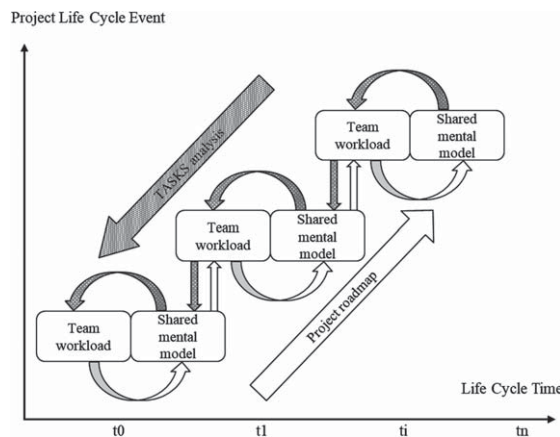 Project Life Cycle Event
Team
workload
Shared
mental
model
TASKS analysis
Team
workload
Shared
mental
model
Team
workload
Shared
mental
model
Project roadmap
Life Cycle Time
t0
t1
ti
tn